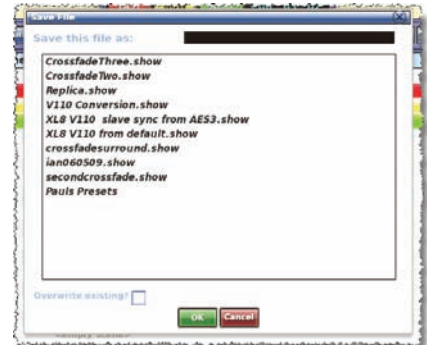 Save File
Save this file as:
CrossfadeThree.show
CrossfadeTwo.show
Replica.show
V110 Conversion.show
XL8 V110  slave sync from AES3.show
XL8 V110 from default.show
crossfadesurround.show
ian060509.show
secondcrossfade.show
Pauls Presets
Overwrite existing?
OK
Cancel